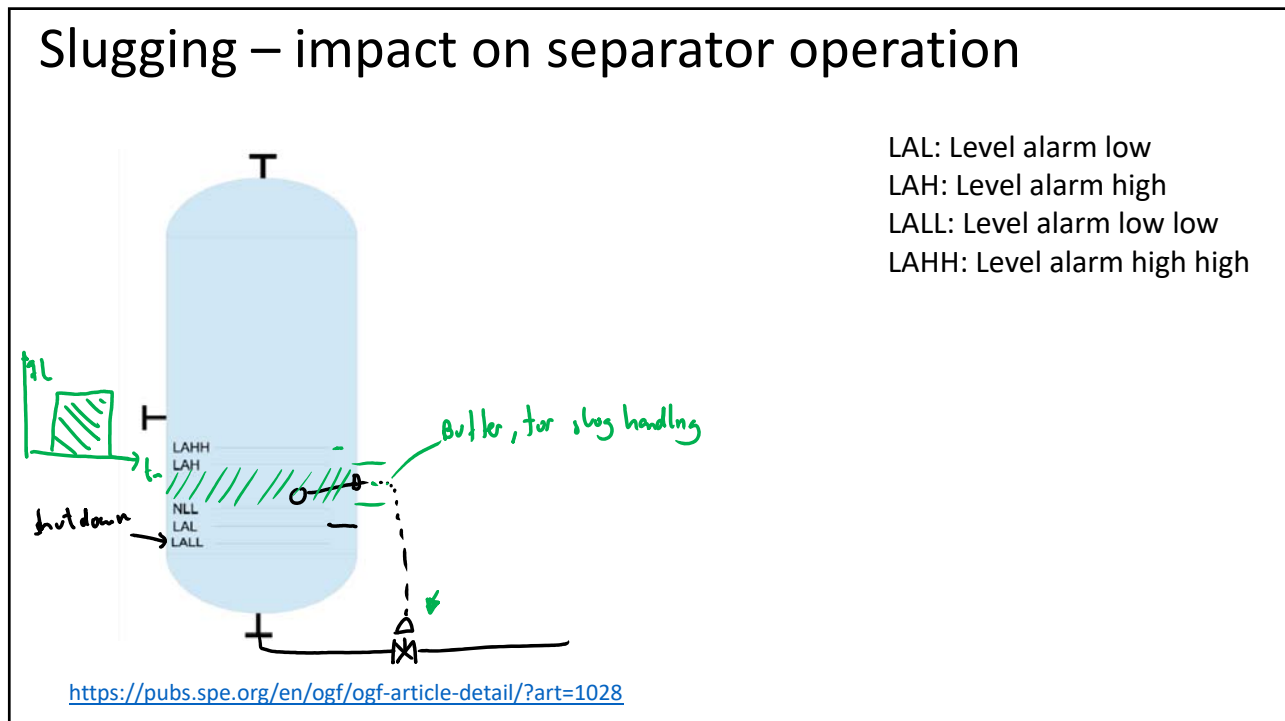 Slugging – impact on separator operation
LAL: Level alarm low
LAH: Level alarm high
LALL: Level alarm low low
LAHH: Level alarm high high
qL
t
Buffer, for slug handling
LAHH
LAH
NLL
LAL
LALL
shutdown
https://pubs.spe.org/en/ogf/ogf-article-detail/?art=1028